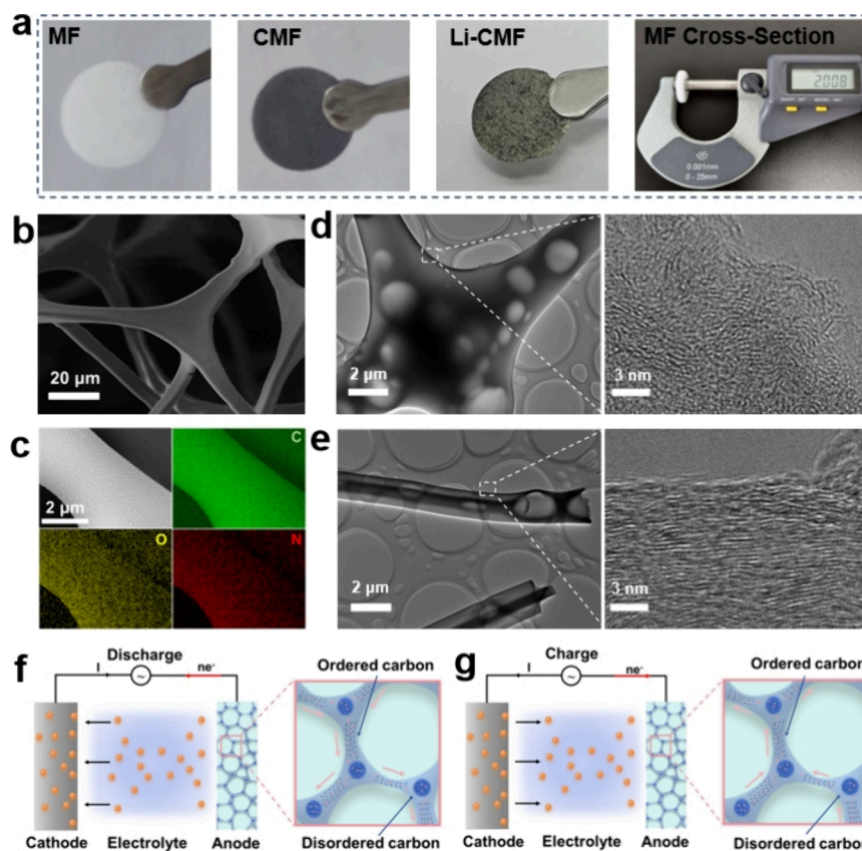 a
MF
CMF
Li-CMF
MF Cross-Section
2.008
0.001mm
0-25mm
b
20 µm
d
2 µm
3 nm
c
2 µm
C
O
N
e
2 µm
3 nm
f
Discharge
I
ne⁻
~
Ordered carbon
Cathode
Electrolyte
Anode
Disordered carbon
g
Charge
I
ne⁻
~
Ordered carbon
Cathode
Electrolyte
Anode
Disordered carbon